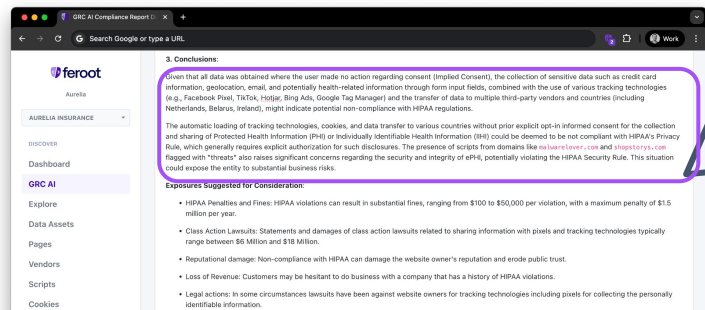 GRC AI Compliance Report D
Search Google or type a URL
2
Work
feroot
Aurelia
AURELIA INSURANCE
DISCOVER
Dashboard
GRC AI
Explore
Data Assets
Pages
Vendors
Scripts
Cookies
3. Conclusions:
Given that all data was obtained where the user made no action regarding consent (Implied Consent), the collection of sensitive data such as credit card
information, geolocation, email, and potentially health-related information through form input fields, combined with the use of various tracking technologies
(e.g., Facebook Pixel, TikTok, Hotjar, Bing Ads, Google Tag Manager) and the transfer of data to multiple third-party vendors and countries (including
Netherlands, Belarus, Ireland), might indicate potential non-compliance with HIPAA regulations.
The automatic loading of tracking technologies, cookies, and data transfer to various countries without prior explicit opt-in informed consent for the collection
and sharing of Protected Health Information (PHI) or Individually Identifiable Health Information (IIHI) could be deemed to be not compliant with HIPAA's Privacy
Rule, which generally requires explicit authorization for such disclosures. The presence of scripts from domains like malwarelover.com and shopstoryx.com
flagged with "threats" also raises significant concerns regarding the security and integrity of ePHI, potentially violating the HIPAA Security Rule. This situation
could expose the entity to substantial business risks.
Exposures Suggested for Consideration:
• HIPAA Penalties and Fines: HIPAA violations can result in substantial fines, ranging from $100 to $50,000 per violation, with a maximum penalty of $1.5
million per year.
• Class Action Lawsuits: Statements and damages of class action lawsuits related to sharing information with pixels and tracking technologies typically
range between $6 Million and $18 Million.
• Reputational damage: Non-compliance with HIPAA can damage the website owner's reputation and erode public trust.
• Loss of Revenue: Customers may be hesitant to do business with a company that has a history of HIPAA violations.
• Legal actions: In some circumstances lawsuits have been against website owners for tracking technologies including pixels for collecting the personally
identifiable information.